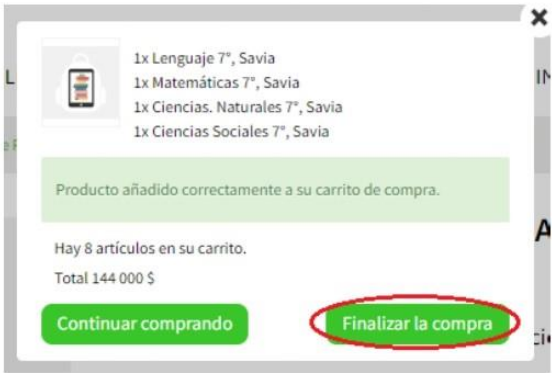 1x Lenguaje 7°, Savia
1x Matemáticas 7°, Savia
1x Ciencias. Naturales 7°, Savia
1x Ciencias Sociales 7°, Savia
Producto añadido correctamente a su carrito de compra.
Hay 8 artículos en su carrito.
Total 144 000 $
Continuar comprando
Finalizar la compra